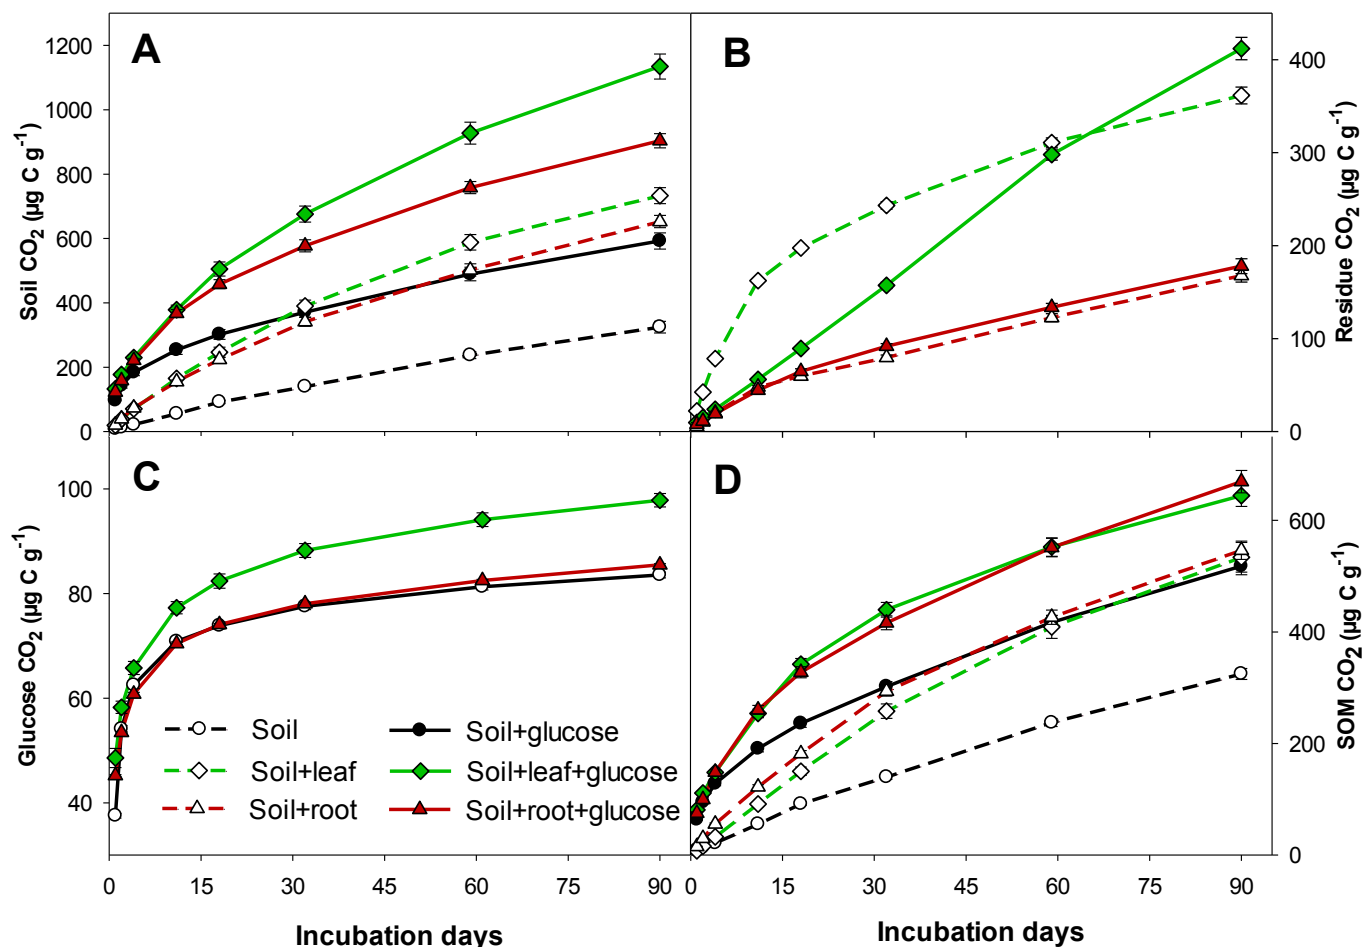 A
B
1200
1000
800
600
400
200
0
Soil CO2 (µg C g-1)
400
300
200
100
0
Residue CO2 (µg C g-1)
C
D
100
80
60
40
Glucose CO2 (µg C g-1)
600
400
200
0
SOM CO2 (µg C g-1)
Soil
Soil+glucose
Soil+leaf
Soil+leaf+glucose
Soil+root
Soil+root+glucose
0 15 30 45 60 75 90
0 15 30 45 60 75 90
Incubation days
Incubation days